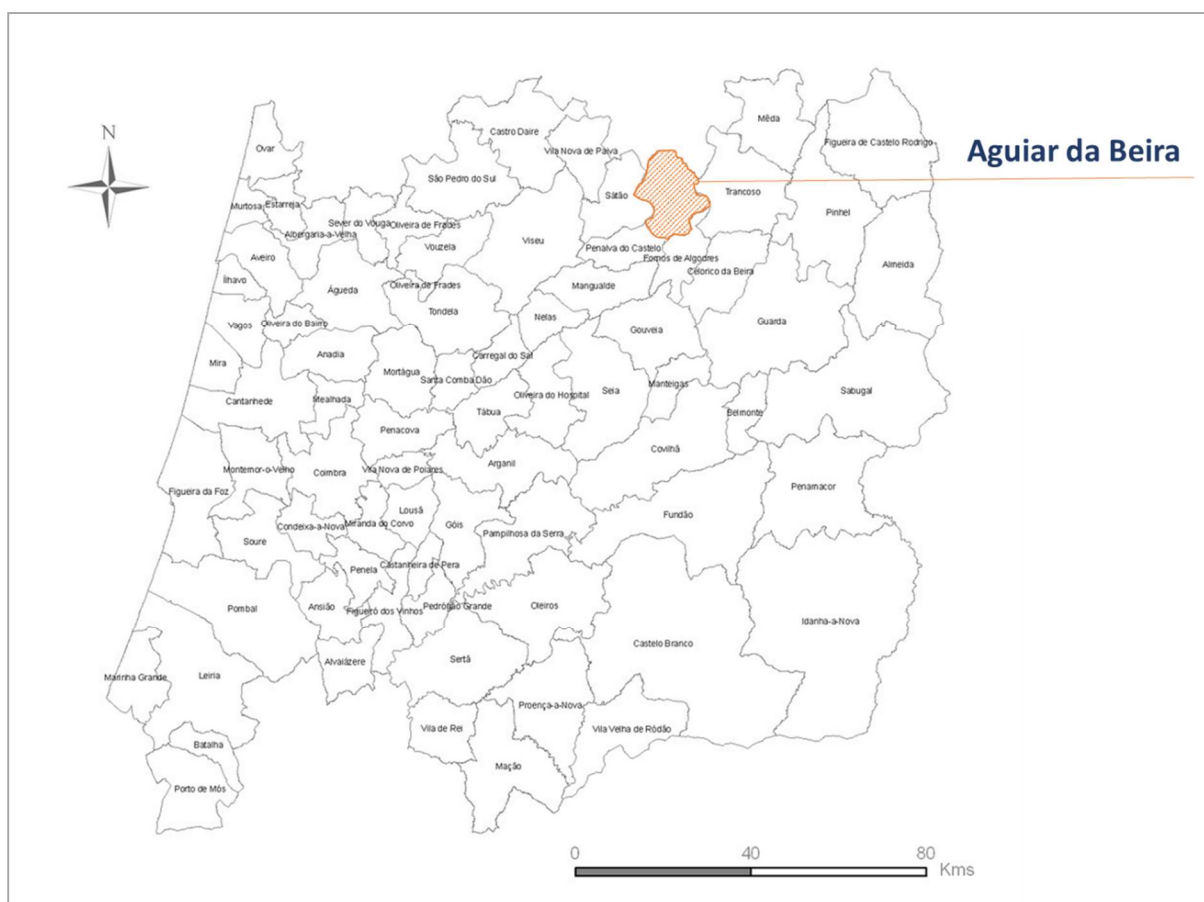 N
Mêda
Castro Daire
Vila Nova de Paiva
Figueira de Castelo Rodrigo
Aguiar da Beira
Ovar
São Pedro do Sul
Sátão
Trancoso
Murtosa
Estarreja
Pinhel
Sever do Vouga
Oliveira de Frades
Albergaria-a-Velha
Viseu
Vouzela
Penalva do Castelo
Aveiro
Fornos de Algodres
Almeida
Celorico da Beira
Ílhavo
Águeda
Oliveira de Frades
Mangualde
Tondela
Nelas
Guarda
Vagos
Oliveira do Bairro
Gouveia
Anadia
Carregal do Sal
Mira
Mortágua
Santa Comba Dão
Manteigas
Seia
Sabugal
Oliveira do Hospital
Cantanhede
Mealhada
Tábua
Belmonte
Penacova
Covilhã
Arganil
Montemor-o-Velho
Coimbra
Vila Nova de Poiares
Penamacor
Figueira da Foz
Lousã
Fundão
Condeixa-a-Nova
Miranda do Corvo
Góis
Pampilhosa da Serra
Soure
Penela
Castanheira de Pera
Pombal
Ansião
Figueiró dos Vinhos
Pedrógão Grande
Oleiros
Idanha-a-Nova
Castelo Branco
Alvaiázere
Sertã
Marinha Grande
Leiria
Proença-a-Nova
Vila de Rei
Vila Velha de Ródão
Batalha
Mação
Porto de Mós
0 40 80
Kms